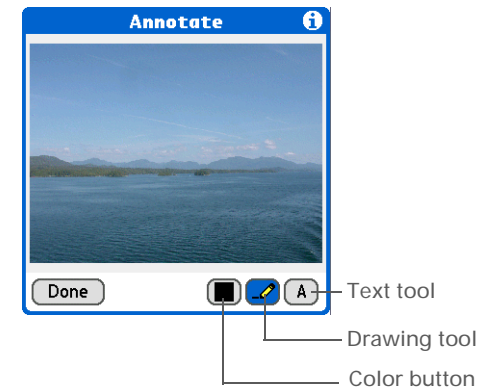 Annotate i
Done A Text tool
Drawing tool
Color button